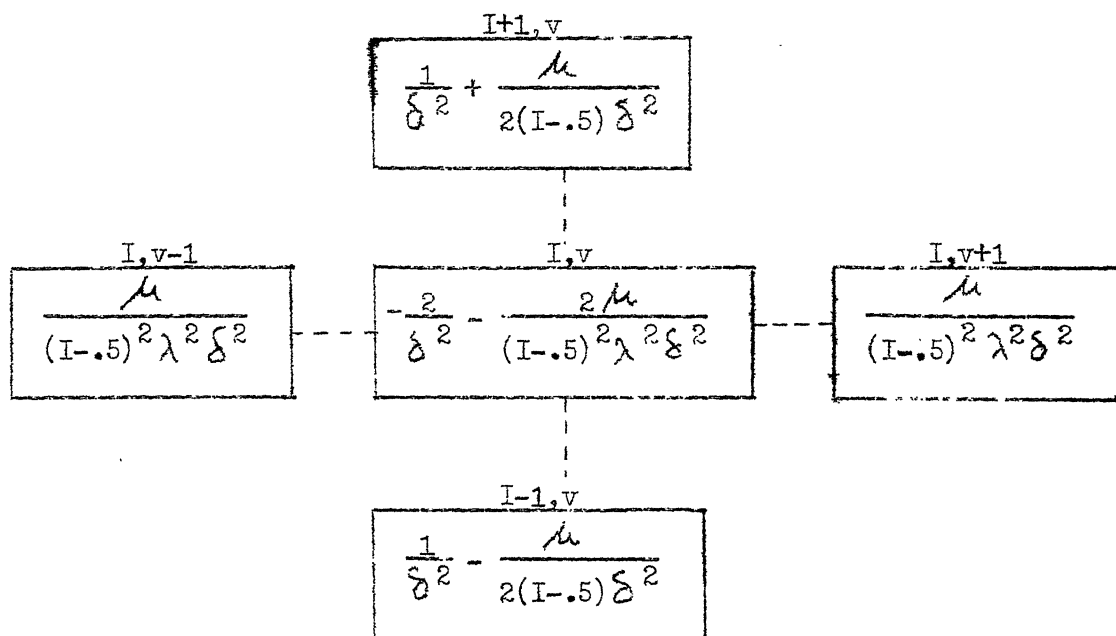 I+1,v
1/δ² + μ/2(I-.5)δ²
I,v-1 I,v I,v+1
μ/(I-.5)²λ²δ² -2/δ² - 2μ/(I-.5)²λ²δ² μ/(I-.5)²λ²δ²
I-1,v
1/δ² - μ/2(I-.5)δ²